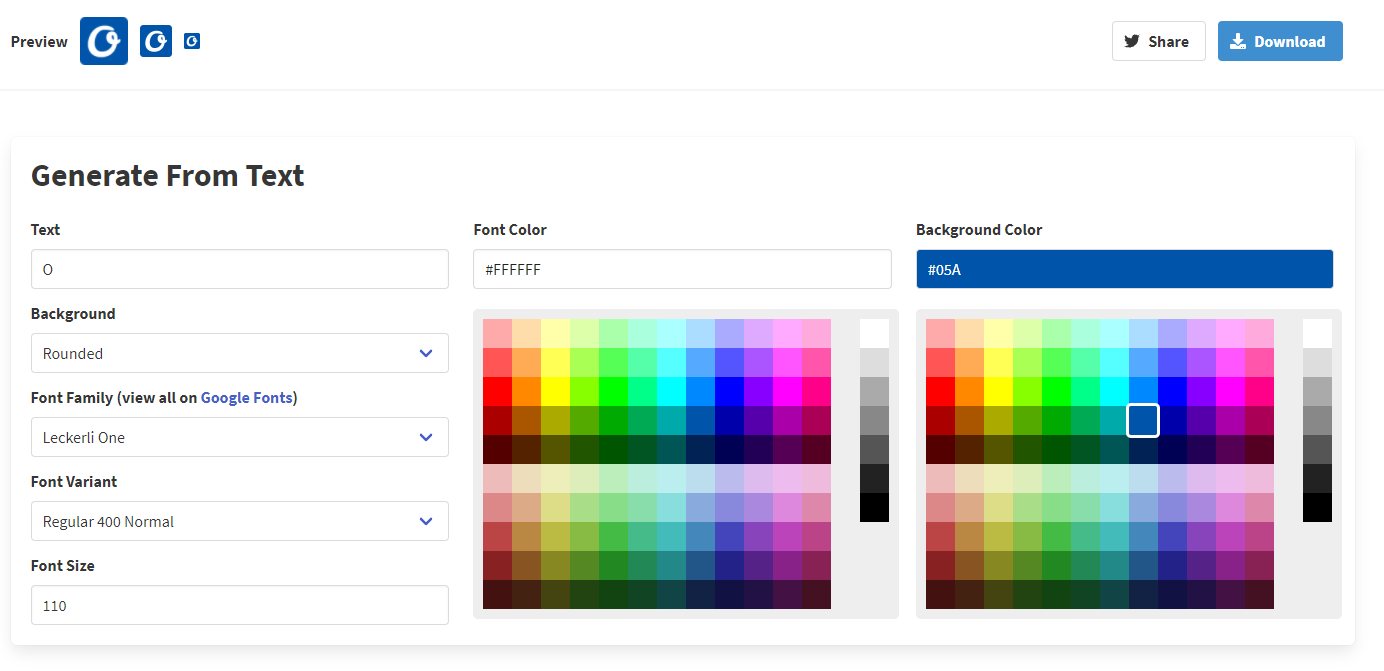 Preview O O O Share Download
Generate From Text
Text Font Color Background Color
O #FFFFFF #05A
Background
Rounded
Font Family (view all on Google Fonts)
Leckerli One
Font Variant
Regular 400 Normal
Font Size
110